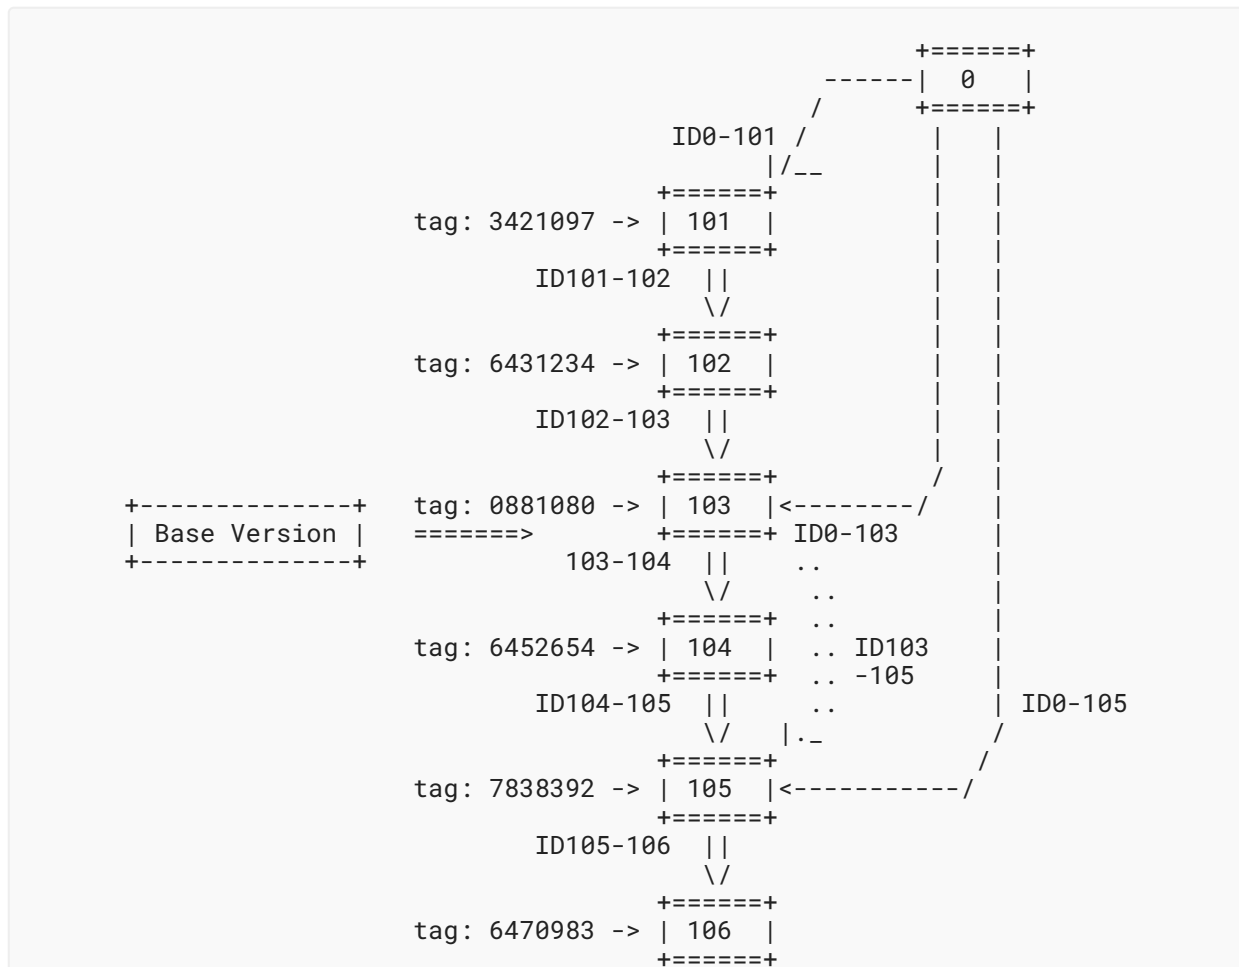 +======+
                                               ------|  0   |
                                              /      +======+
                                     ID0-101 /        |   |
                                           |/__       |   |
                                    +======+          |   |
                    tag: 3421097 -> | 101  |          |   |
                                    +======+          |   |
                            ID101-102  ||             |   |
                                       \/             |   |
                                    +======+          |   |
                    tag: 6431234 -> | 102  |          |   |
                                    +======+          |   |
                            ID102-103  ||             |   |
                                       \/             |   |
                                    +======+          /   |
 +--------------+   tag: 0881080 -> | 103  |<--------/    |
 | Base Version |   =======>        +======+ ID0-103      |
 +--------------+             103-104  ||    ..           |
                                       \/     ..          |
                                    +======+  ..          |
                    tag: 6452654 -> | 104  |  .. ID103    |
                                    +======+  .. -105     |
                            ID104-105  ||     ..          | ID0-105
                                       \/   |._           /
                                    +======+             /
                    tag: 7838392 -> | 105  |<-----------/
                                    +======+
                            ID105-106  ||
                                       \/
                                    +======+
                    tag: 6470983 -> | 106  |
                                    +======+